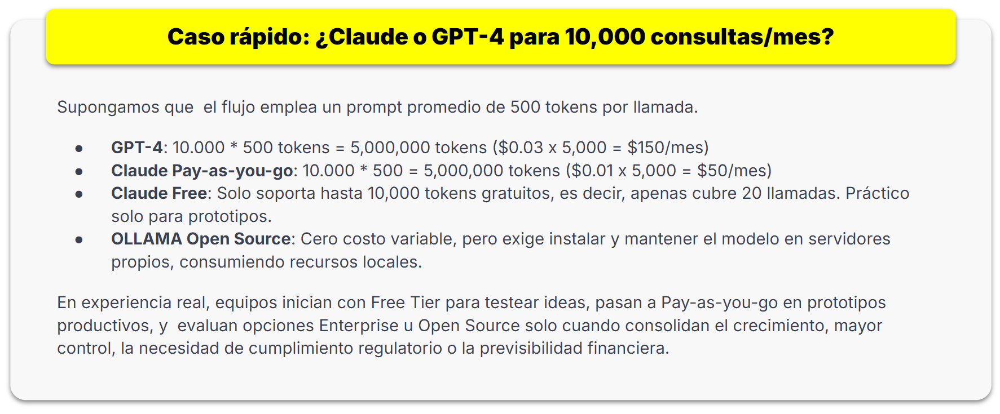 Caso rápido: ¿Claude o GPT-4 para 10,000 consultas/mes?
Supongamos que  el flujo emplea un prompt promedio de 500 tokens por llamada.
● GPT-4: 10.000 * 500 tokens = 5,000,000 tokens ($0.03 x 5,000 = $150/mes)
● Claude Pay-as-you-go: 10.000 * 500 = 5,000,000 tokens ($0.01 x 5,000 = $50/mes)
● Claude Free: Solo soporta hasta 10,000 tokens gratuitos, es decir, apenas cubre 20 llamadas. Práctico
solo para prototipos.
● OLLAMA Open Source: Cero costo variable, pero exige instalar y mantener el modelo en servidores
propios, consumiendo recursos locales.
En experiencia real, equipos inician con Free Tier para testear ideas, pasan a Pay-as-you-go en prototipos
productivos, y  evaluan opciones Enterprise u Open Source solo cuando consolidan el crecimiento, mayor
control, la necesidad de cumplimiento regulatorio o la previsibilidad financiera.